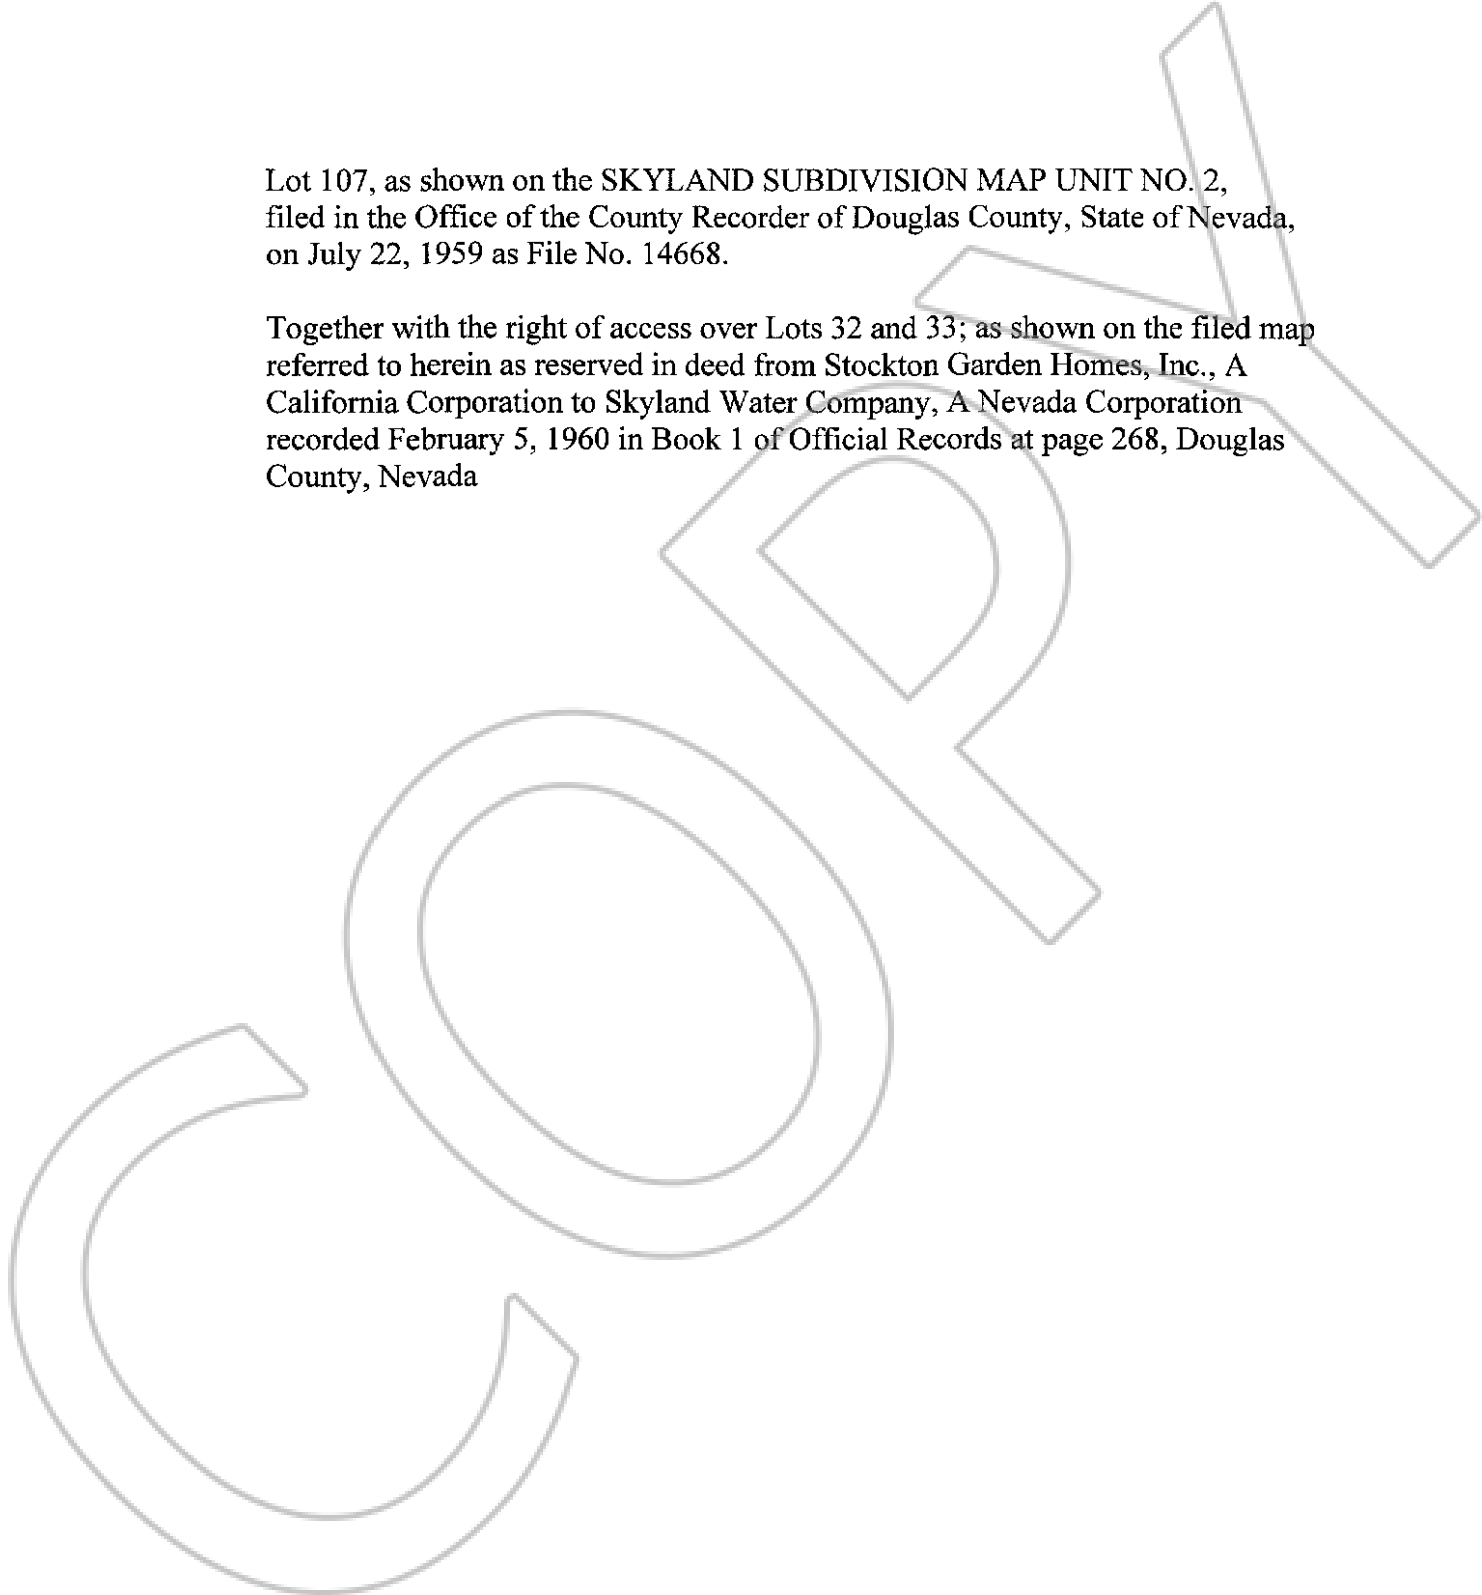 Lot 107, as shown on the SKYLAND SUBDIVISION MAP UNIT NO. 2,
filed in the Office of the County Recorder of Douglas County, State of Nevada,
on July 22, 1959 as File No. 14668.
Together with the right of access over Lots 32 and 33; as shown on the filed map
referred to herein as reserved in deed from Stockton Garden Homes, Inc., A
California Corporation to Skyland Water Company, A Nevada Corporation
recorded February 5, 1960 in Book 1 of Official Records at page 268, Douglas
County, Nevada
COPY